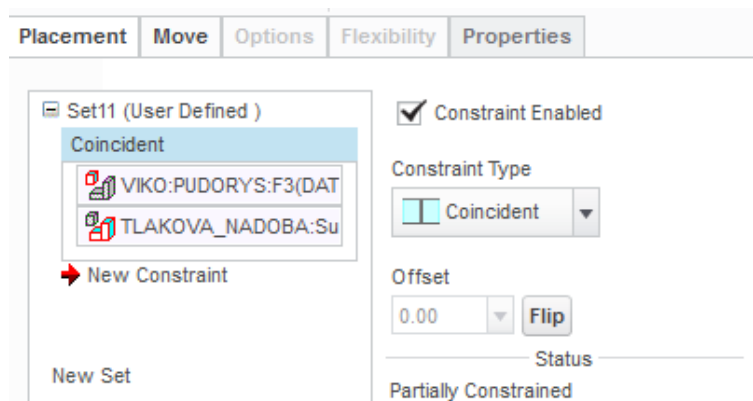 Placement Move Options Flexibility Properties
Set11 (User Defined )
Coincident
VIKO:PUDORYS:F3(DAT
TLAKOVA_NADOBA:Su
New Constraint
New Set
Constraint Enabled
Constraint Type
Coincident
Offset
0.00 Flip
Status
Partially Constrained